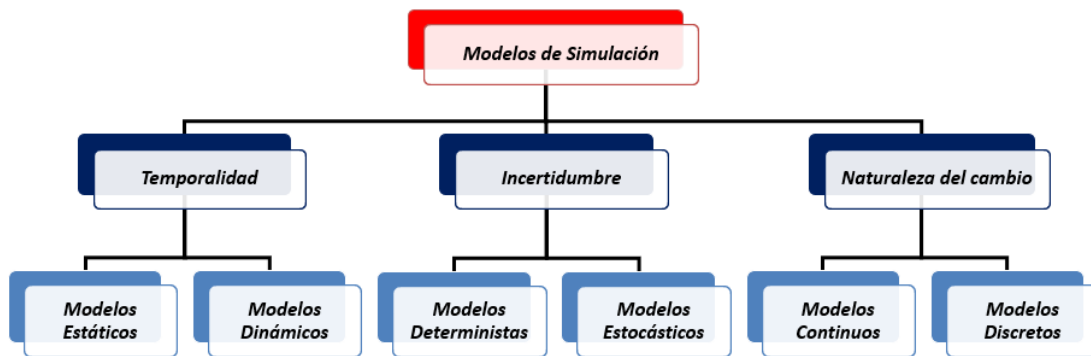 Modelos de Simulación
Temporalidad
Incertidumbre
Naturaleza del cambio
Modelos
Estáticos
Modelos
Dinámicos
Modelos
Deterministas
Modelos
Estocásticos
Modelos
Continuos
Modelos
Discretos